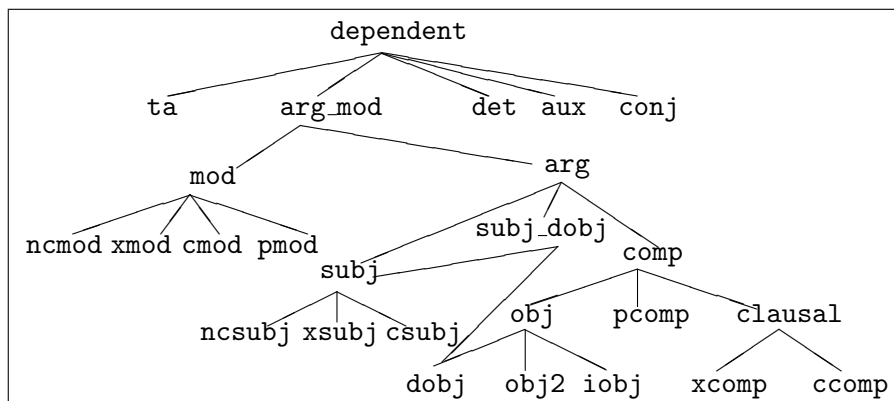 dependent
ta arg_mod det aux conj
mod arg
ncmod xmod cmod pmod subj_dobj
subj comp
ncsubj xsubj csubj obj pcomp clausal
dobj obj2 iobj xcomp ccomp